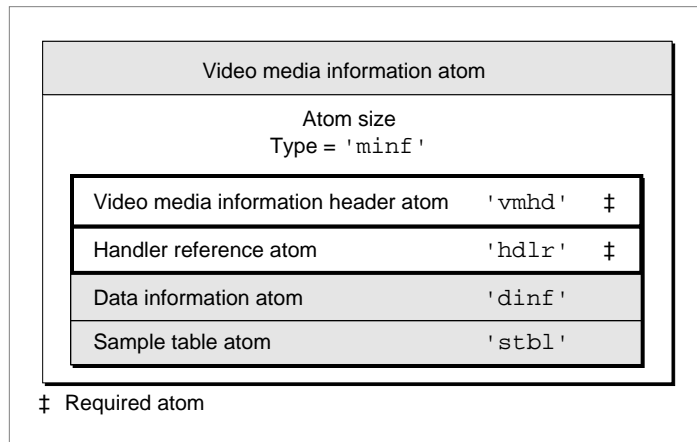 Video media information atom
Atom size
Type = 'minf'
Video media information header atom 'vmhd' ‡
Handler reference atom 'hdlr' ‡
Data information atom 'dinf'
Sample table atom 'stbl'
‡ Required atom